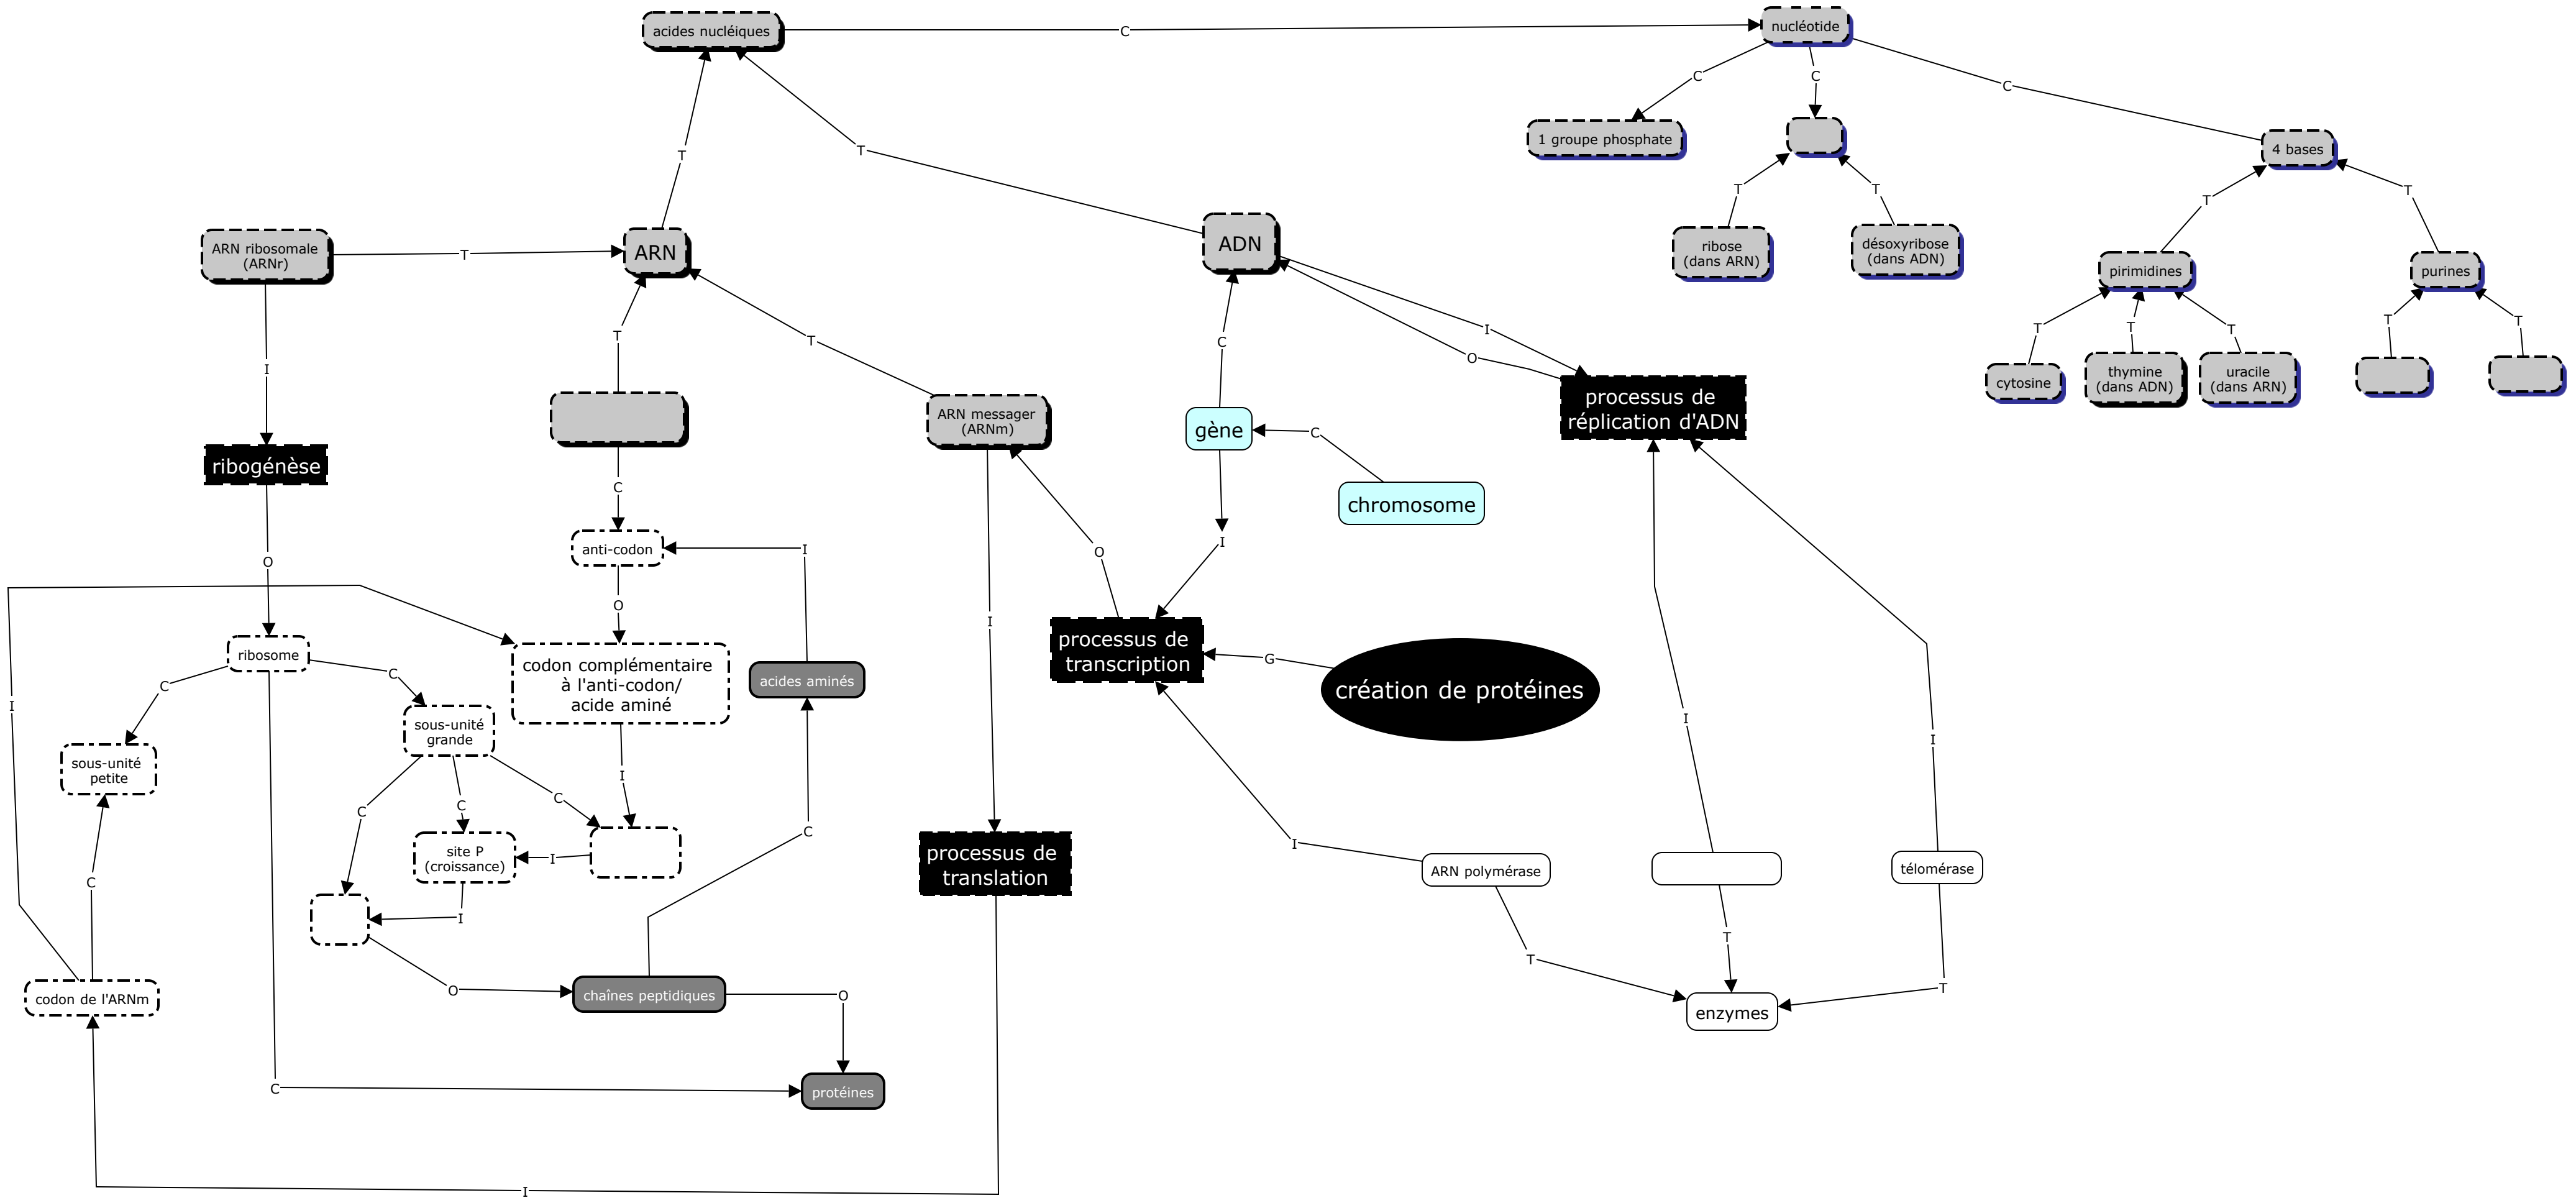 acides nucléiques
C
nucléotide
C
C
C
1 groupe phosphate
4 bases
T
T
T
T
T
T
ribose
(dans ARN)
désoxyribose
(dans ADN)
ARN ribosomale
(ARNr)
T
ARN
ADN
pirimidines
purines
T
T
C
I
O
T
T
T
T
T
I
cytosine
thymine
(dans ADN)
uracile
(dans ARN)
ARN messager
(ARNm)
gène
C
processus de
réplication d'ADN
ribogénèse
C
chromosome
anti-codon
I
O
I
O
O
I
ribosome
codon complémentaire
à l'anti-codon/
acide aminé
acides aminés
processus de
transcription
G
création de protéines
C
C
I
sous-unité
grande
I
I
I
sous-unité
petite
I
C
C
C
C
I
site P
(croissance)
I
processus de
translation
ARN polymérase
télomérase
C
I
T
T
T
O
chaînes peptidiques
O
codon de l'ARNm
enzymes
C
protéines
I